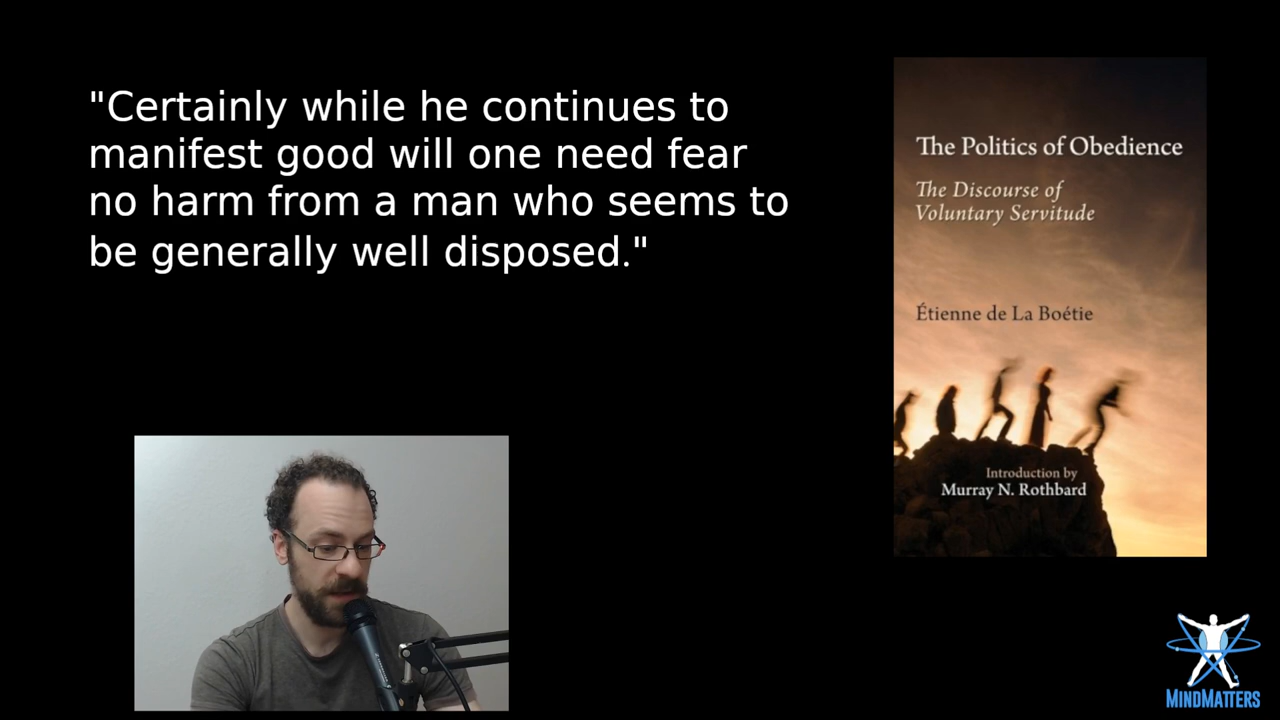 "Certainly while he continues to
manifest good will one need fear
no harm from a man who seems to
be generally well disposed."
The Politics of Obedience
The Discourse of
Voluntary Servitude
Étienne de La Boétie
Introduction by
Murray N. Rothbard
MINDMATTERS